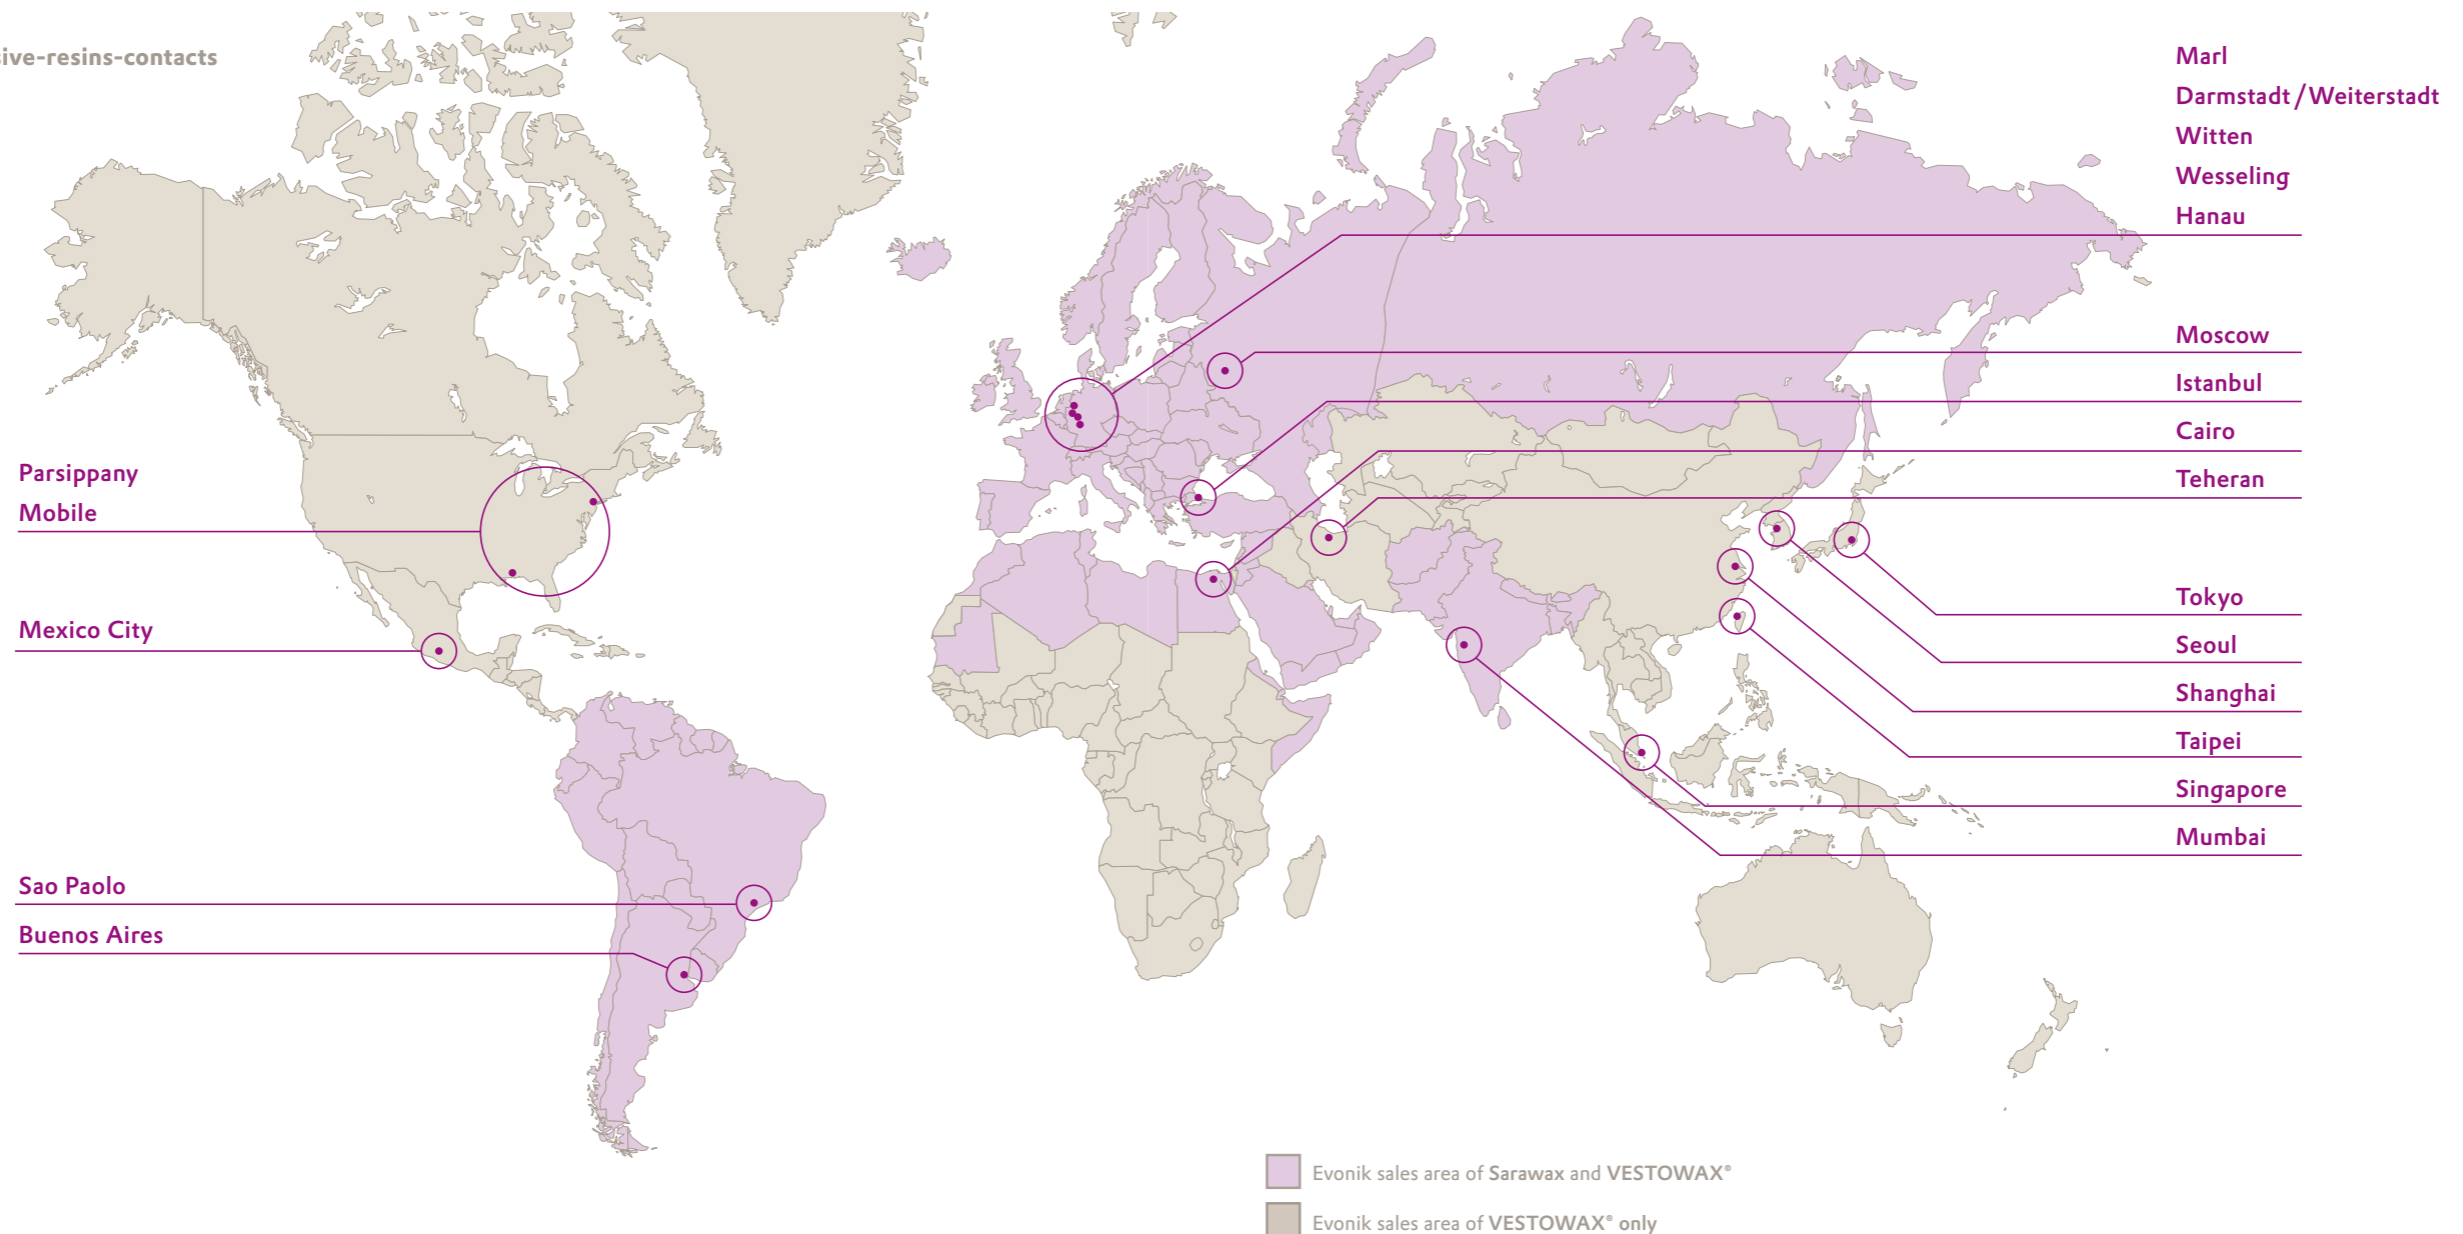 sive-resins-contacts
Marl
Darmstadt/Weiterstadt
Witten
Wesseling
Hanau
Moscow
Istanbul
Cairo
Teheran
Parsippany
Mobile
Mexico City
Tokyo
Seoul
Shanghai
Taipei
Singapore
Mumbai
Sao Paolo
Buenos Aires
Evonik sales area of Sarawax and VESTOWAX®
Evonik sales area of VESTOWAX® only